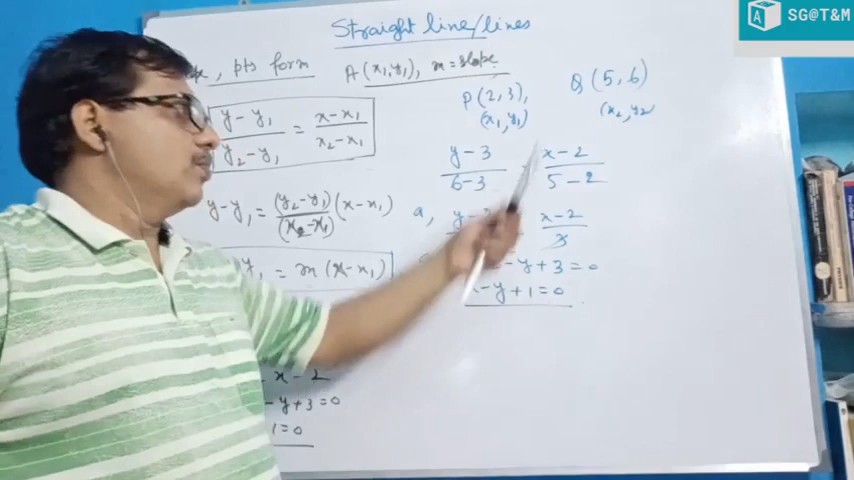 SG@T&M
Straight line/lines
pts form
A(x₁,y₁), m = slope
P(2,3), Q(5,6)
(x₁,y₁) (x₂,y₂)
(y-y₁)/(y₂-y₁) = (x-x₁)/(x₂-x₁)
y-y₁ = (y₂-y₁)/(x₂-x₁) (x-x₁)
= m(x-x₁)
x-2
-y+3=0
1=0
(y-3)/(6-3) (x-2)/(5-2)
a, (x-2)/3
-y+3=0
-y+1=0